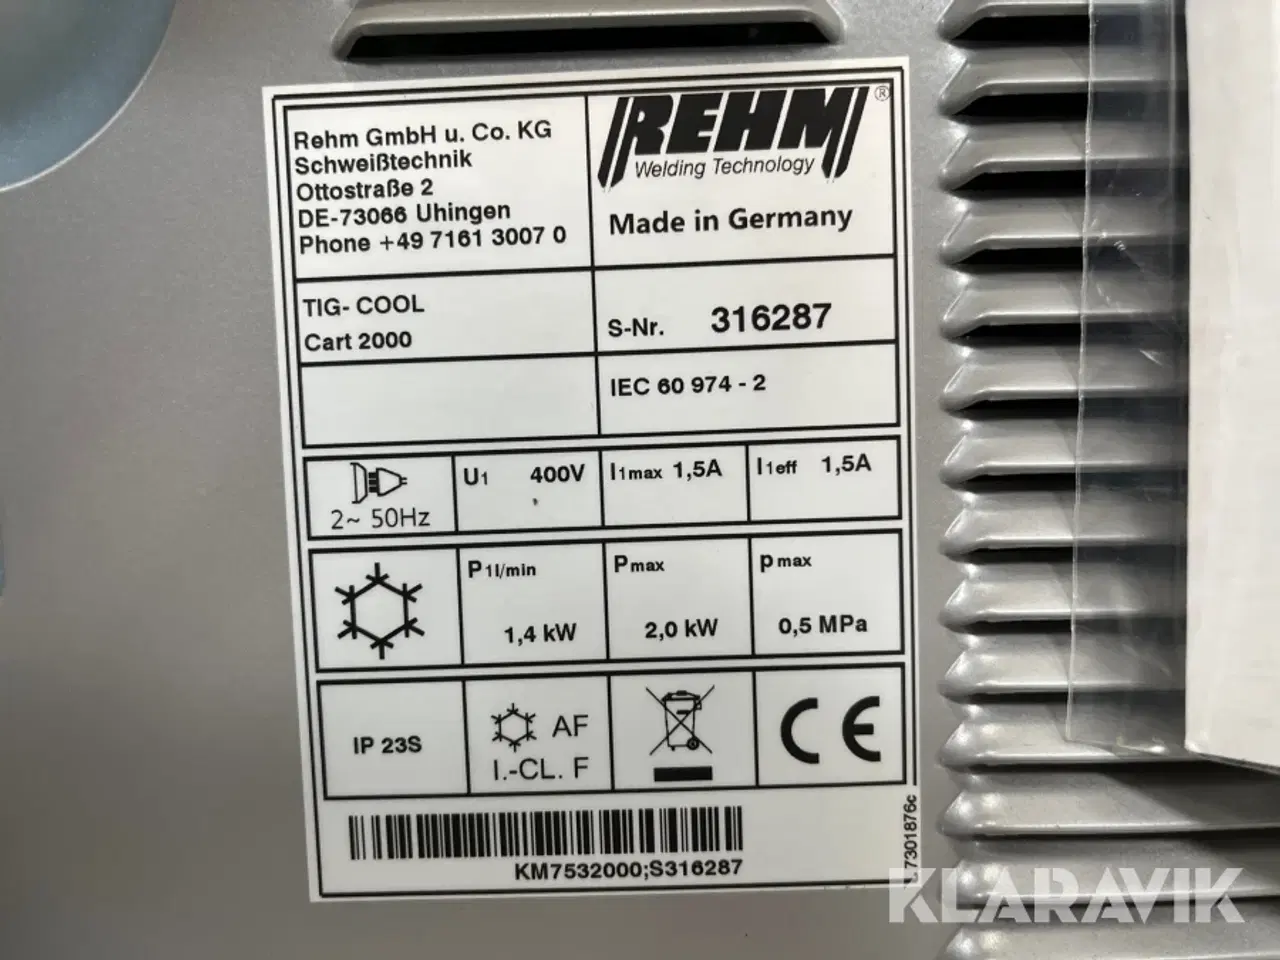 Rehm GmbH u. Co. KG
Schweißtechnik
Ottostraße 2
DE-73066 Uhingen
Phone +49 7161 3007 0
REHM®
Welding Technology
Made in Germany
TIG- COOL
Cart 2000
S-Nr. 316287
IEC 60 974 - 2
2~ 50Hz
U1 400V
I1max 1,5A
I1eff 1,5A
P1l/min
1,4 kW
Pmax
2,0 kW
pmax
0,5 MPa
IP 23S
AF
I.-CL. F
CE
KM7532000;S316287
7301876c
KLARAVIK